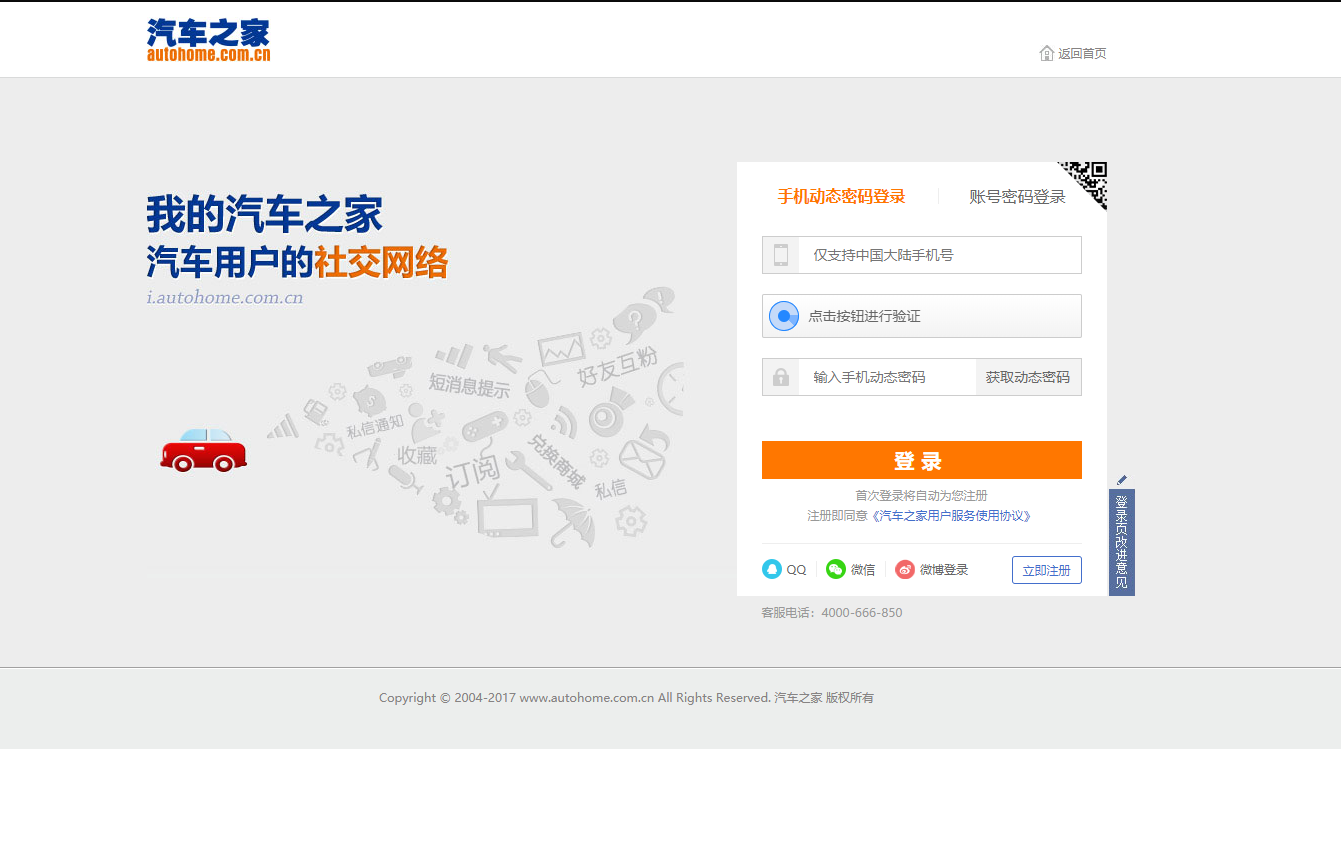 汽车之家
autohome.com.cn
返回首页
我的汽车之家
汽车用户的社交网络
i.autohome.com.cn
好友互粉
短消息提示
私信通知
收藏
订阅
兑换商城
私信
手机动态密码登录
账号密码登录
仅支持中国大陆手机号
点击按钮进行验证
输入手机动态密码
获取动态密码
登 录
首次登录将自动为您注册
注册即同意《汽车之家用户服务使用协议》
QQ
微信
微博登录
立即注册
登录页改进意见
客服电话：4000-666-850
Copyright © 2004-2017 www.autohome.com.cn All Rights Reserved. 汽车之家 版权所有